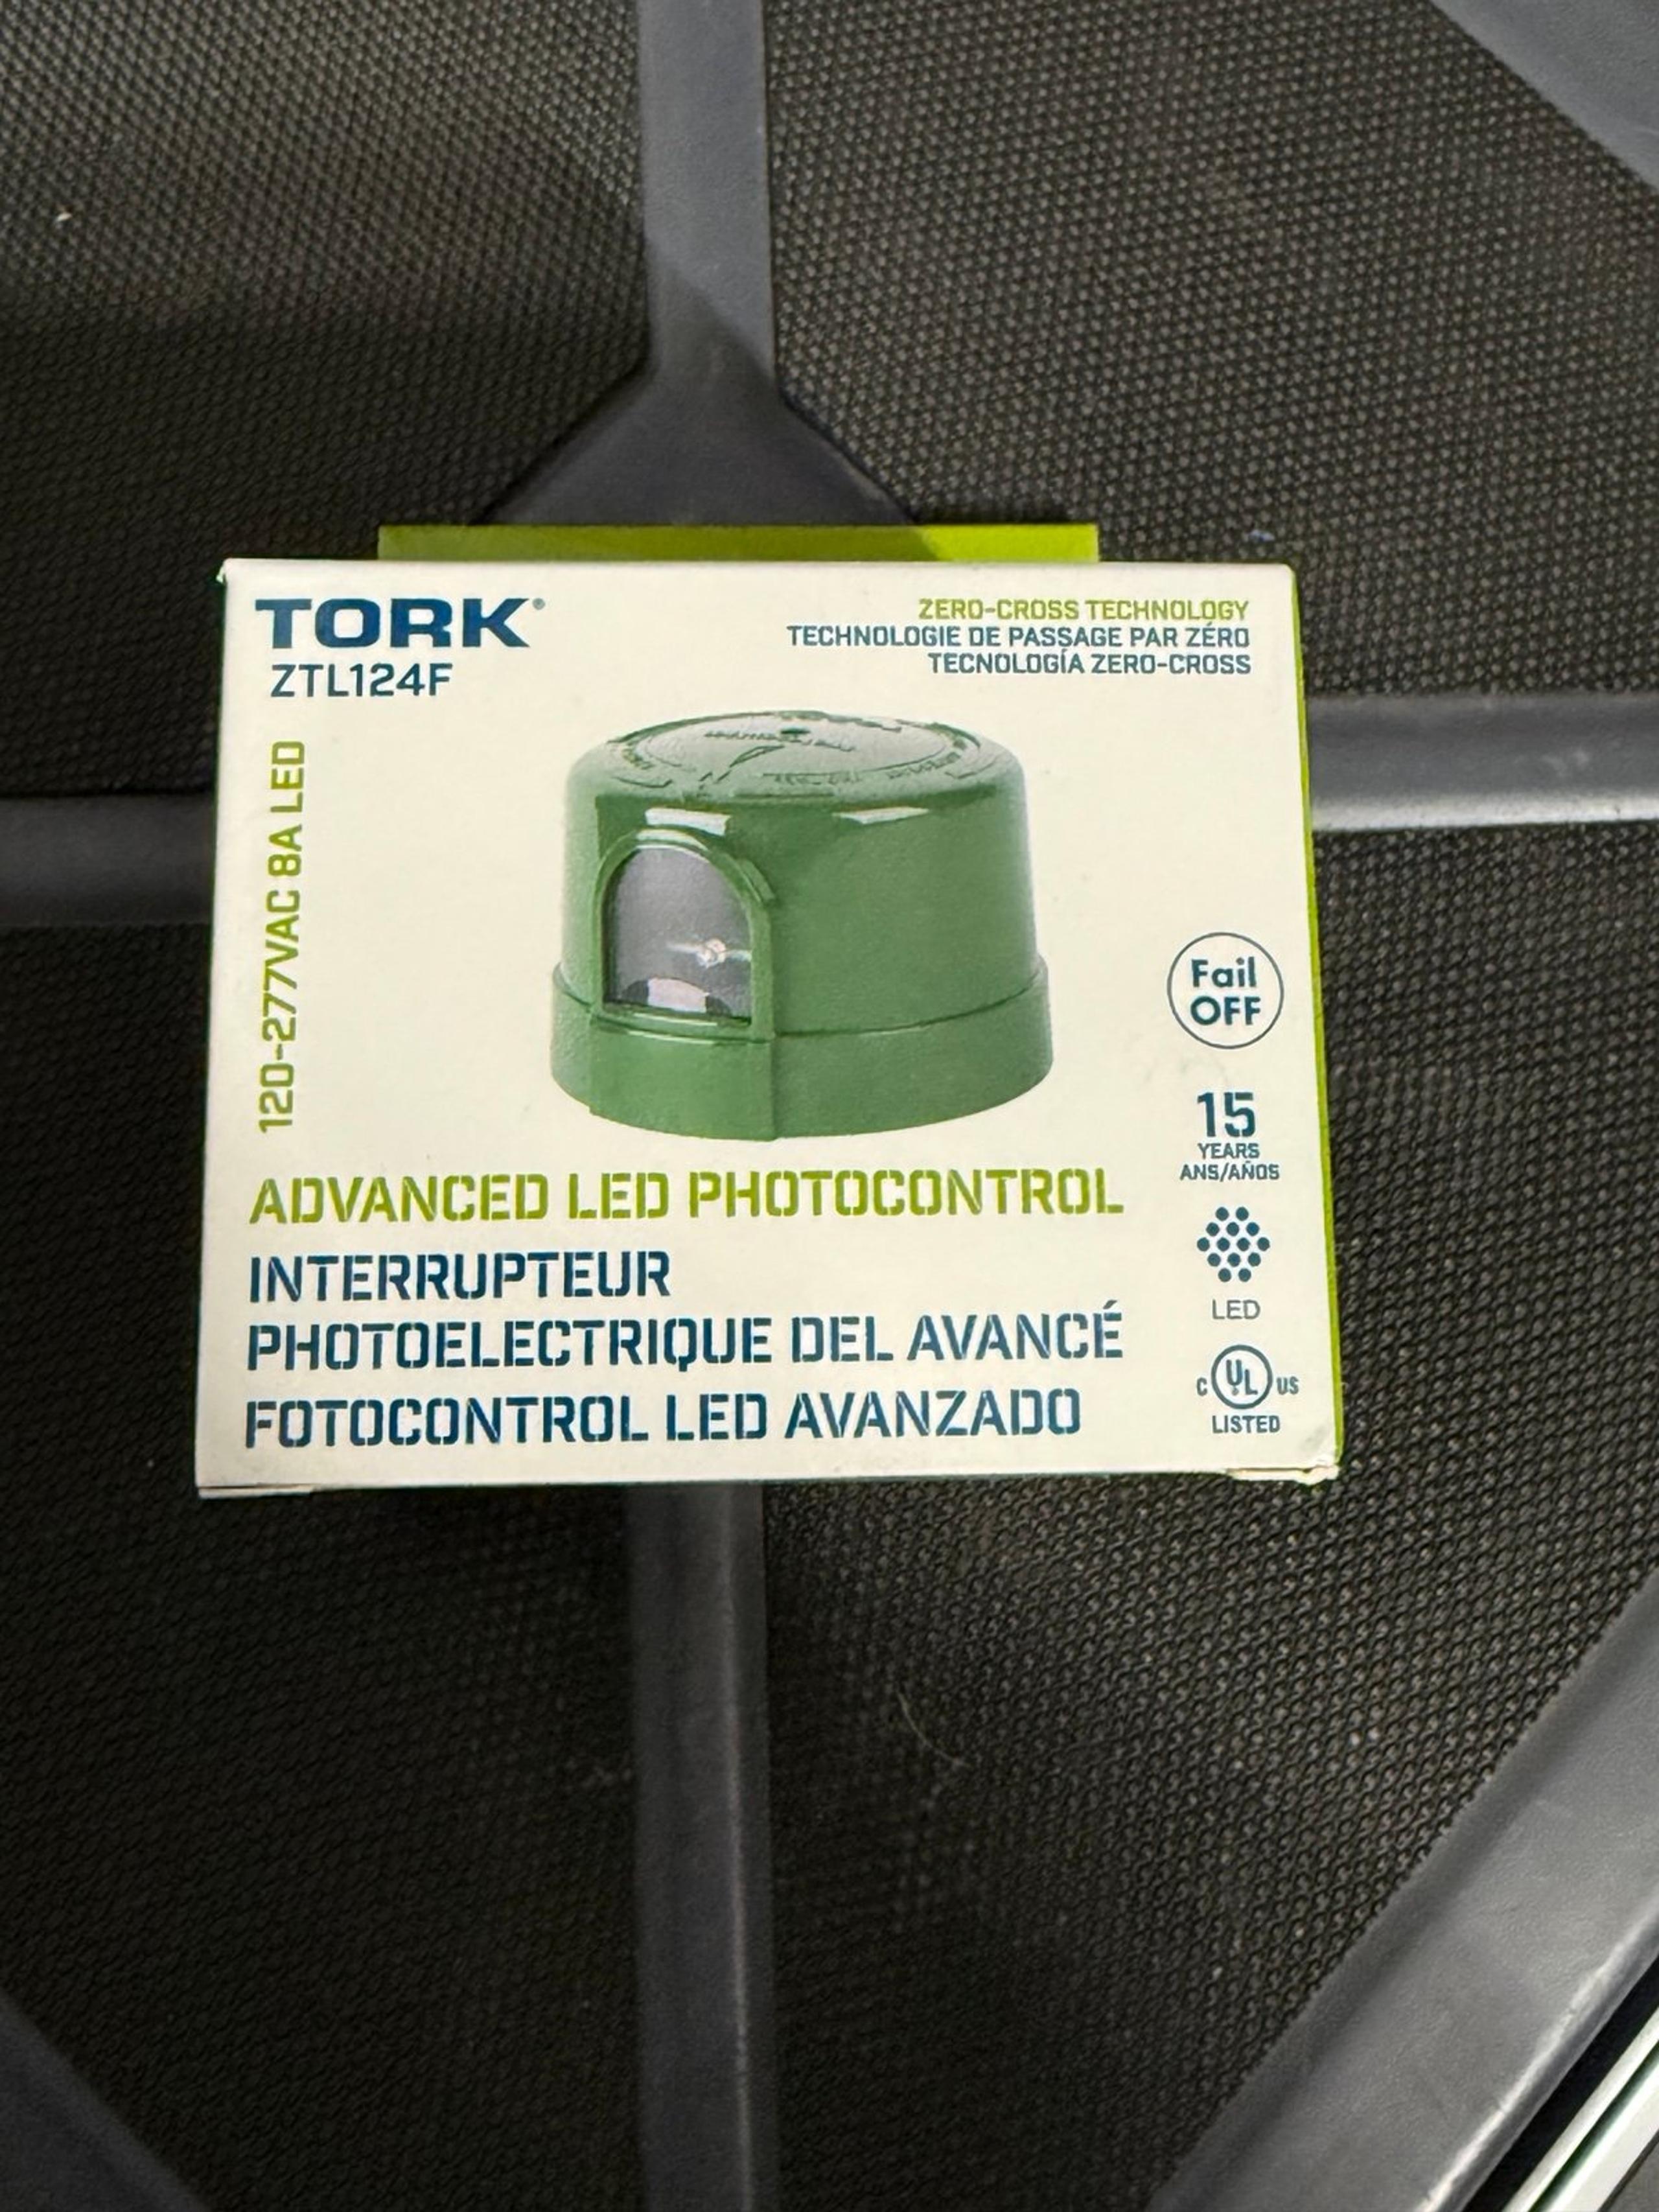 TORK®
ZTL124F
ZERO-CROSS TECHNOLOGY
TECHNOLOGIE DE PASSAGE PAR ZÉRO
TECNOLOGÍA ZERO-CROSS
120-277VAC 8A LED
Fail
OFF
15
YEARS
ANS/AÑOS
LED
C UL US
LISTED
ADVANCED LED PHOTOCONTROL
INTERRUPTEUR
PHOTOELECTRIQUE DEL AVANCÉ
FOTOCONTROL LED AVANZADO